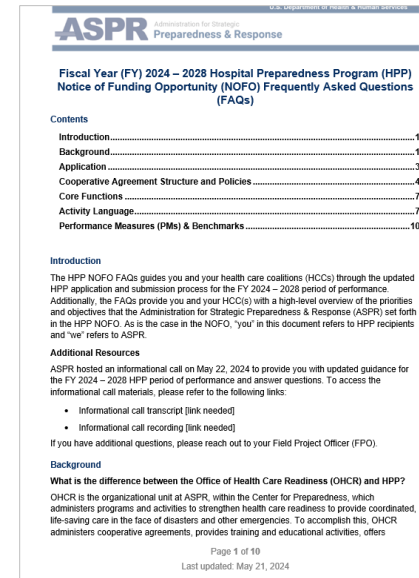 U.S. Department of Health & Human Services
ASPR
Administration for Strategic
Preparedness & Response
Fiscal Year (FY) 2024 – 2028 Hospital Preparedness Program (HPP)
Notice of Funding Opportunity (NOFO) Frequently Asked Questions
(FAQs)
Contents
Introduction..........1
Background..........1
Application..........3
Cooperative Agreement Structure and Policies..........4
Core Functions..........7
Activity Language..........7
Performance Measures (PMs) & Benchmarks..........10
Introduction
The HPP NOFO FAQs guides you and your health care coalitions (HCCs) through the updated
HPP application and submission process for the FY 2024 – 2028 period of performance.
Additionally, the FAQs provide you and your HCC(s) with a high-level overview of the priorities
and objectives that the Administration for Strategic Preparedness & Response (ASPR) set forth
in the HPP NOFO. As is the case in the NOFO, “you” in this document refers to HPP recipients
and “we” refers to ASPR.
Additional Resources
ASPR hosted an informational call on May 22, 2024 to provide you with updated guidance for
the FY 2024 – 2028 HPP period of performance and answer questions. To access the
informational call materials, please refer to the following links:
• Informational call transcript [link needed]
• Informational call recording [link needed]
If you have additional questions, please reach out to your Field Project Officer (FPO).
Background
What is the difference between the Office of Health Care Readiness (OHCR) and HPP?
OHCR is the organizational unit at ASPR, within the Center for Preparedness, which
administers programs and activities to strengthen health care readiness to provide coordinated,
life-saving care in the face of disasters and other emergencies. To accomplish this, OHCR
administers cooperative agreements, provides training and educational activities, offers
Page 1 of 10
Last updated: May 21, 2024